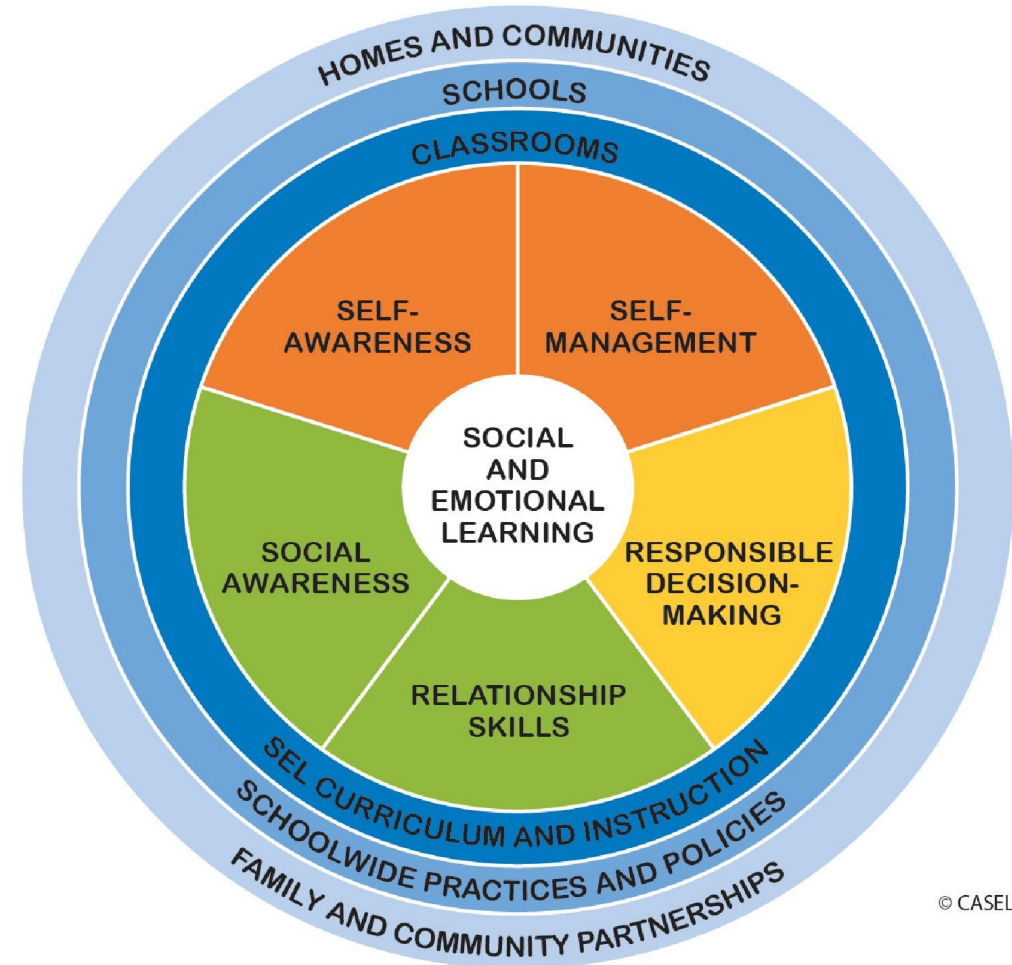 HOMES AND COMMUNITIES
SCHOOLS
CLASSROOMS
SELF-
AWARENESS
SELF-
MANAGEMENT
SOCIAL
AND
EMOTIONAL
LEARNING
SOCIAL
AWARENESS
RESPONSIBLE
DECISION-
MAKING
RELATIONSHIP
SKILLS
SEL CURRICULUM AND INSTRUCTION
SCHOOLWIDE PRACTICES AND POLICIES
FAMILY AND COMMUNITY PARTNERSHIPS
© CASEL